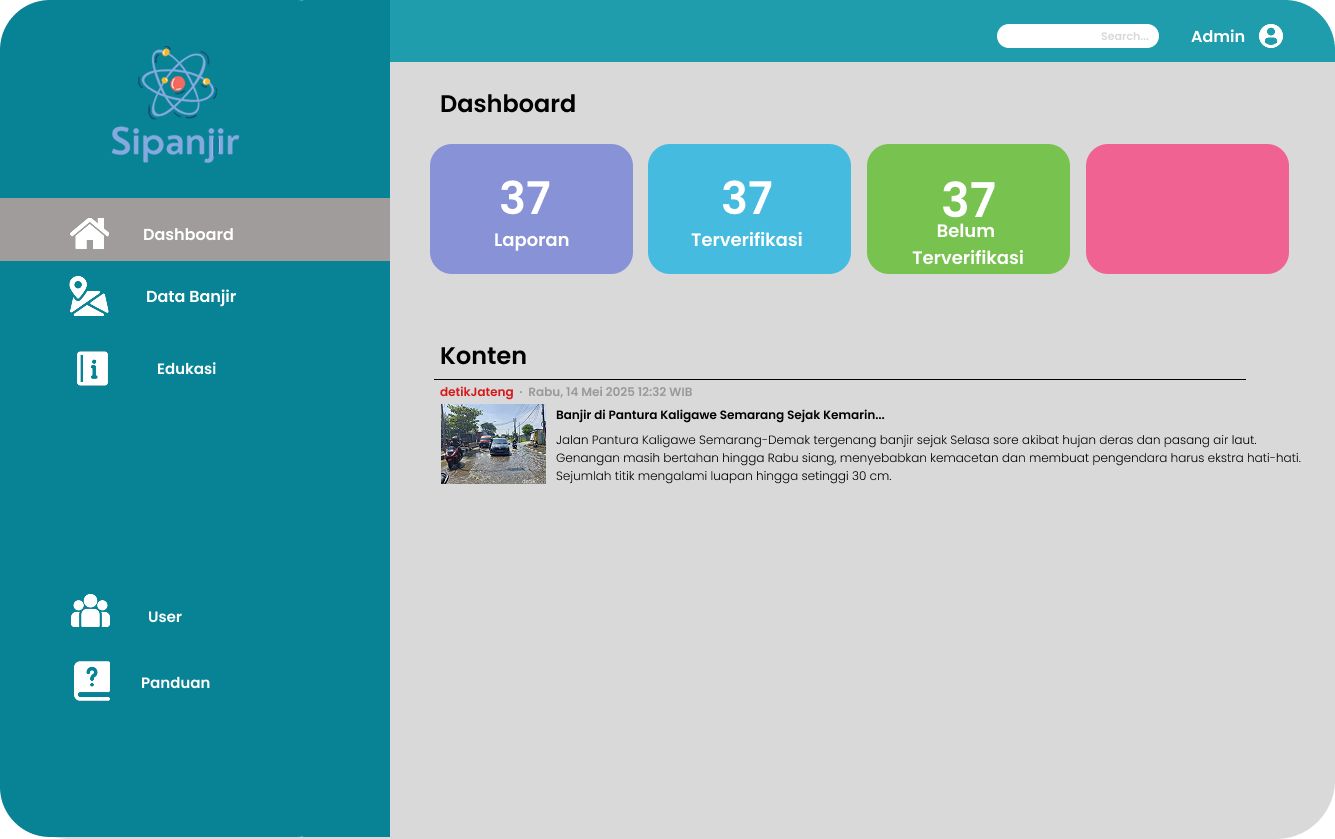 Search...
Admin
Sipanjir
Dashboard
Data Banjir
Edukasi
User
Panduan
Dashboard
37
Laporan
37
Terverifikasi
37
Belum
Terverifikasi
Konten
detikJateng · Rabu, 14 Mei 2025 12:32 WIB
Banjir di Pantura Kaligawe Semarang Sejak Kemarin...
Jalan Pantura Kaligawe Semarang-Demak tergenang banjir sejak Selasa sore akibat hujan deras dan pasang air laut.
Genangan masih bertahan hingga Rabu siang, menyebabkan kemacetan dan membuat pengendara harus ekstra hati-hati.
Sejumlah titik mengalami luapan hingga setinggi 30 cm.